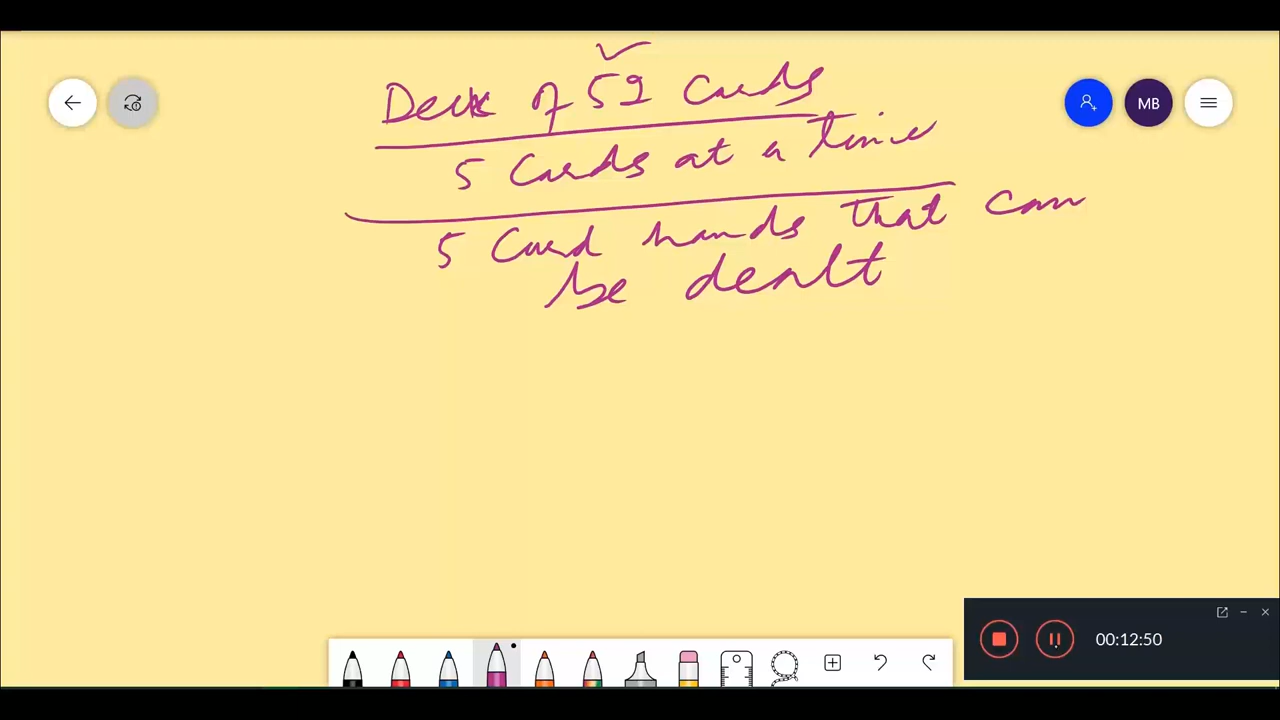 Deck of 52 Cards
5 Cards at a time
5 Card hands that can
be dealt
MB
00:12:50